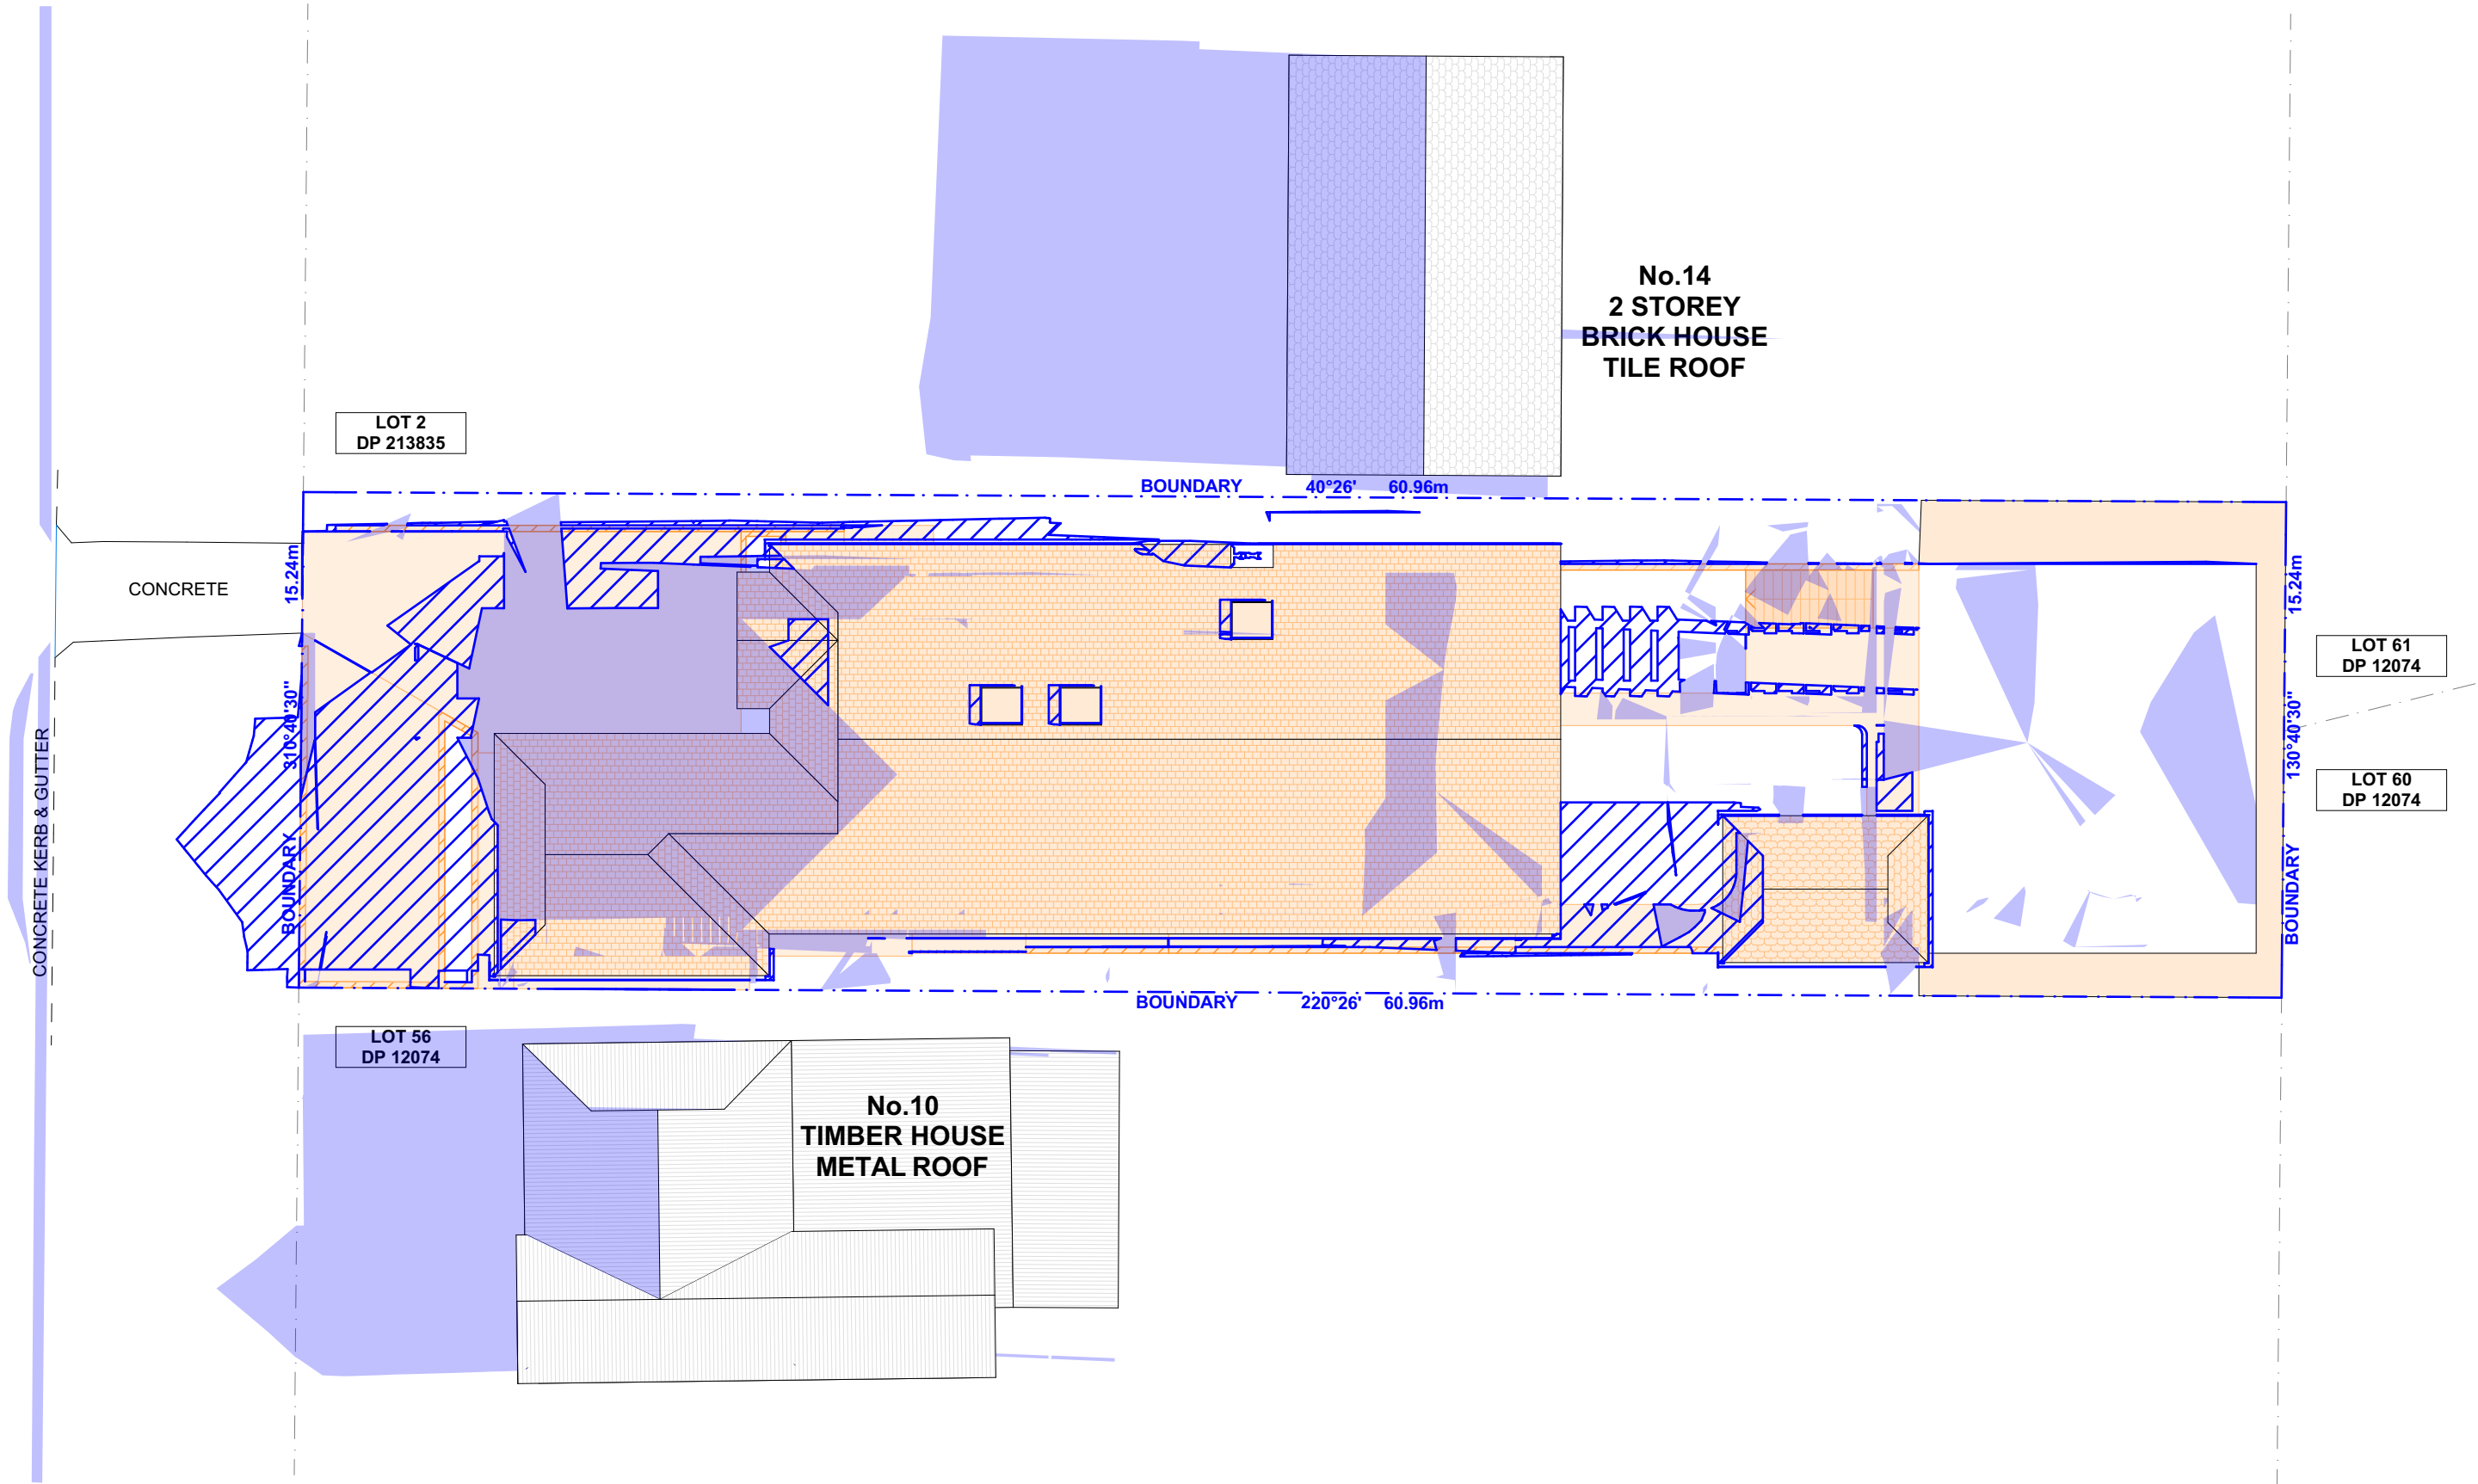 No.14
2 STOREY
BRICK HOUSE
TILE ROOF
LOT 2
DP 213835
BOUNDARY 40°26' 60.96m
CONCRETE
15.24m
310°40'30"
BOUNDARY
CONCRETE KERB & GUTTER
15.24m
130°40'30"
BOUNDARY
LOT 61
DP 12074
LOT 60
DP 12074
BOUNDARY 220°26' 60.96m
LOT 56
DP 12074
No.10
TIMBER HOUSE
METAL ROOF